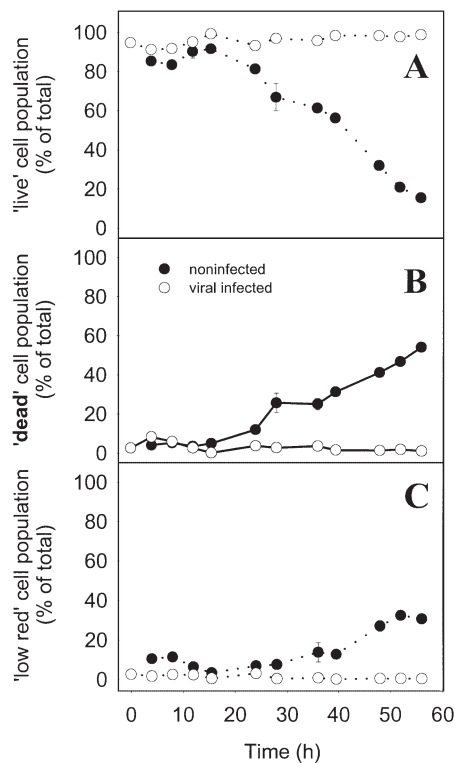 'live' cell population
(% of total)
100
80
60
40
20
0
A
'dead' cell population
(% of total)
100
80
60
40
20
0
noninfected
viral infected
B
'low red' cell population
(% of total)
100
80
60
40
20
0
C
0 10 20 30 40 50 60
Time (h)